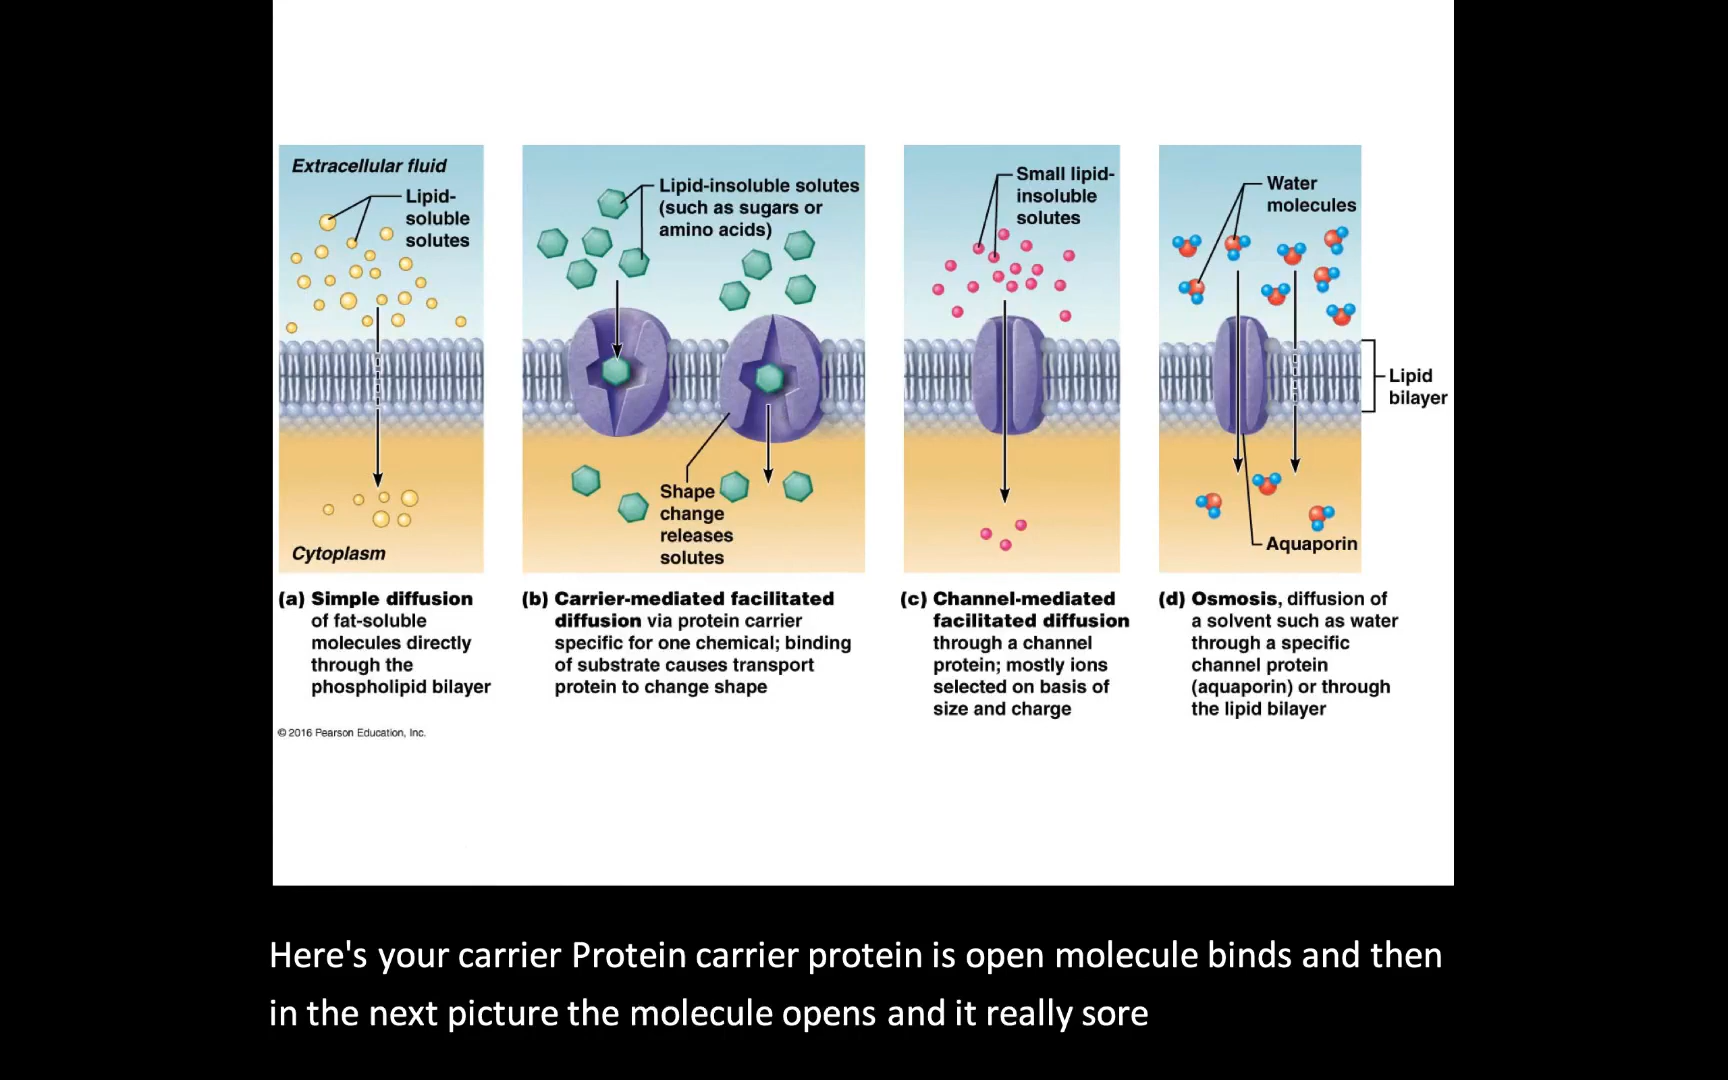 Extracellular fluid
Lipid-
soluble
solutes
Cytoplasm
(a) Simple diffusion
of fat-soluble
molecules directly
through the
phospholipid bilayer
Lipid-insoluble solutes
(such as sugars or
amino acids)
Shape
change
releases
solutes
(b) Carrier-mediated facilitated
diffusion via protein carrier
specific for one chemical; binding
of substrate causes transport
protein to change shape
Small lipid-
insoluble
solutes
(c) Channel-mediated
facilitated diffusion
through a channel
protein; mostly ions
selected on basis of
size and charge
Water
molecules
Lipid
bilayer
Aquaporin
(d) Osmosis, diffusion of
a solvent such as water
through a specific
channel protein
(aquaporin) or through
the lipid bilayer
© 2016 Pearson Education, Inc.
Here's your carrier Protein carrier protein is open molecule binds and then
in the next picture the molecule opens and it really sore